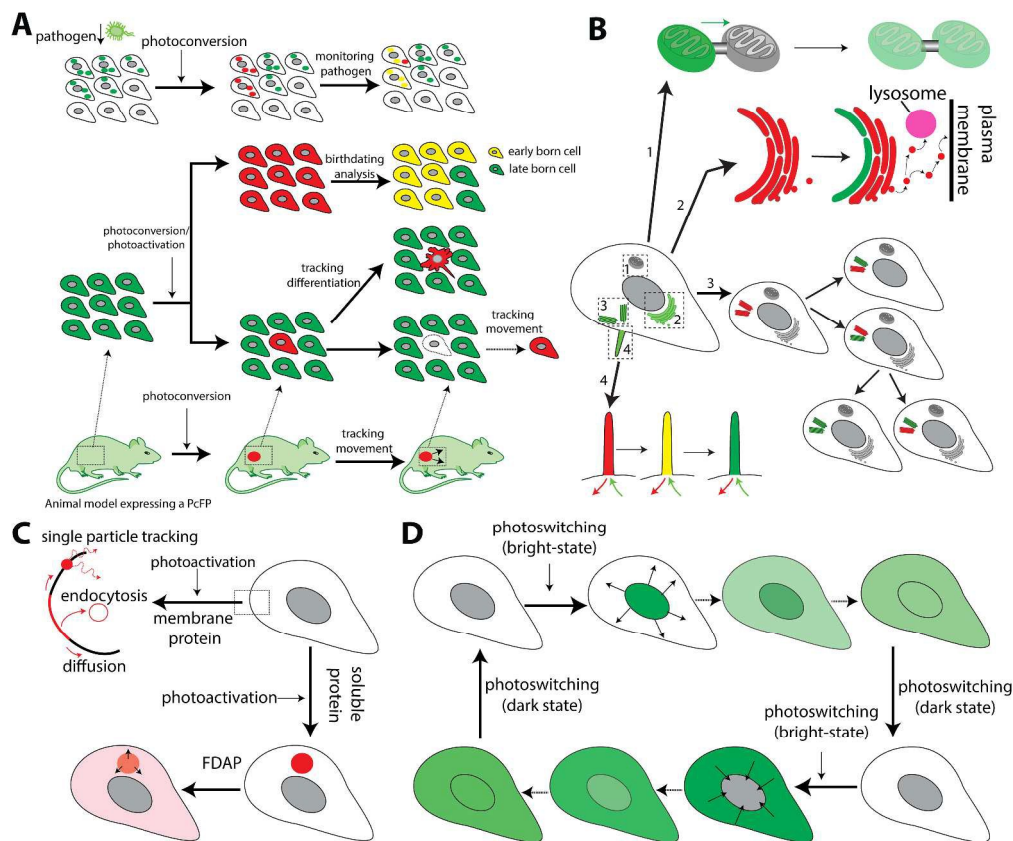 A
pathogen
photoconversion
monitoring
pathogen
birthdating
analysis
early born cell
late born cell
photoconversion/
photoactivation
tracking
differentiation
tracking
movement
photoconversion
tracking
movement
Animal model expressing a PcFP
B
lysosome
plasma
membrane
1
2
1
3
2
4
3
4
C
single particle tracking
photoactivation
endocytosis
membrane
protein
diffusion
photoactivation
soluble
protein
FDAP
D
photoswitching
(bright-state)
photoswitching
(dark state)
photoswitching
(dark state)
photoswitching
(bright-state)